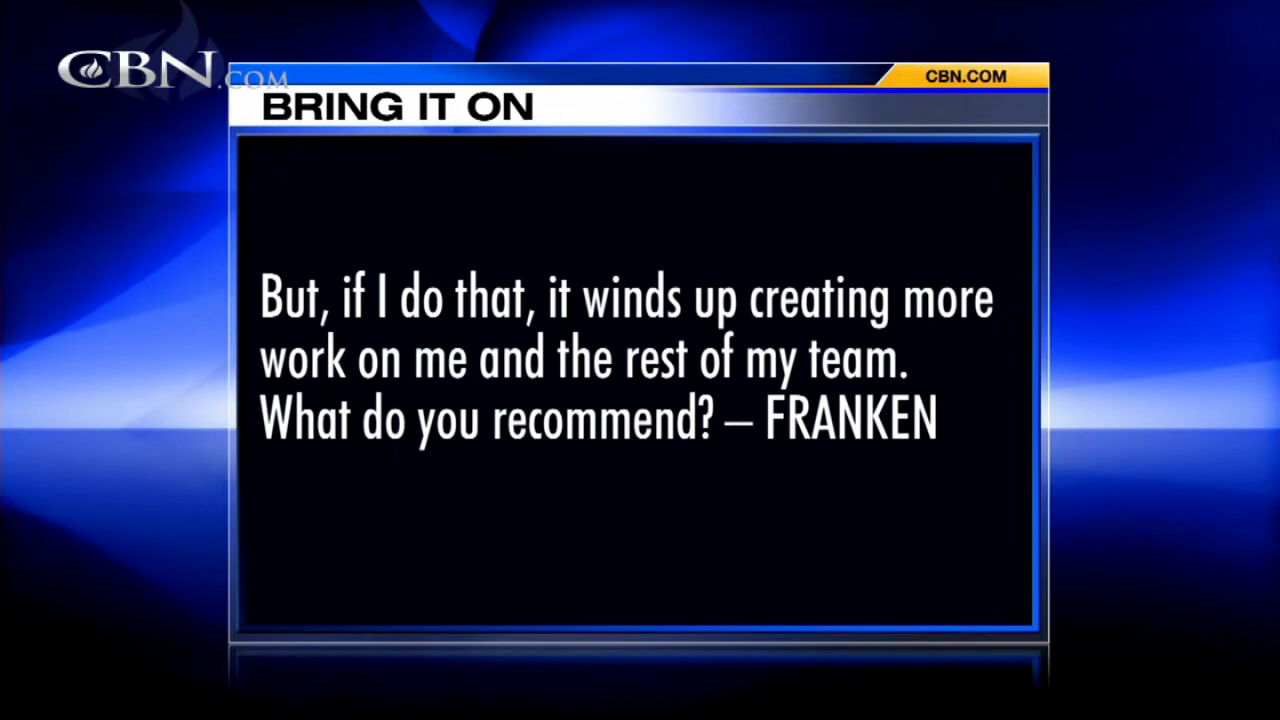 CBN.COM
CBN.COM
BRING IT ON
But, if I do that, it winds up creating more
work on me and the rest of my team.
What do you recommend? – FRANKEN